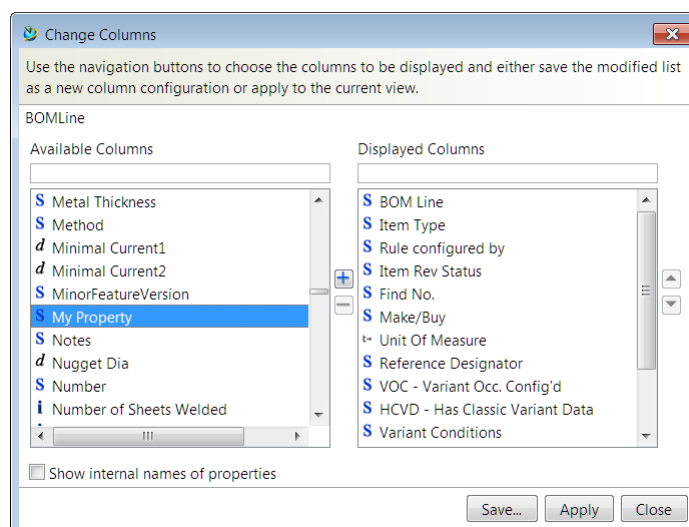 Change Columns
Use the navigation buttons to choose the columns to be displayed and either save the modified list
as a new column configuration or apply to the current view.
BOMLine
Available Columns
S Metal Thickness
S Method
d Minimal Current1
d Minimal Current2
S MinorFeatureVersion
S My Property
S Notes
d Nugget Dia
S Number
i Number of Sheets Welded
Displayed Columns
S BOM Line
S Item Type
S Rule configured by
S Item Rev Status
S Find No.
S Make/Buy
Unit Of Measure
S Reference Designator
S VOC - Variant Occ. Config'd
S HCVD - Has Classic Variant Data
S Variant Conditions
Show internal names of properties
Save... Apply Close